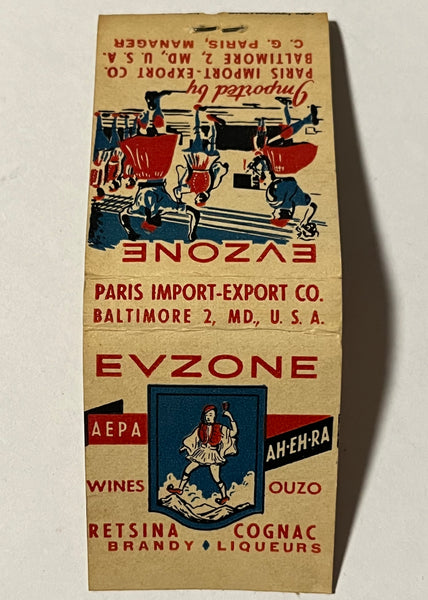 EVZONE
Imported by
PARIS IMPORT-EXPORT CO.
BALTIMORE 2, MD., U. S. A.
C. G. PARIS, MANAGER
PARIS IMPORT-EXPORT CO.
BALTIMORE 2, MD., U. S. A.
EVZONE
AEPA
AH-EH-RA
WINES OUZO
RETSINA COGNAC
BRANDY ♦ LIQUEURS